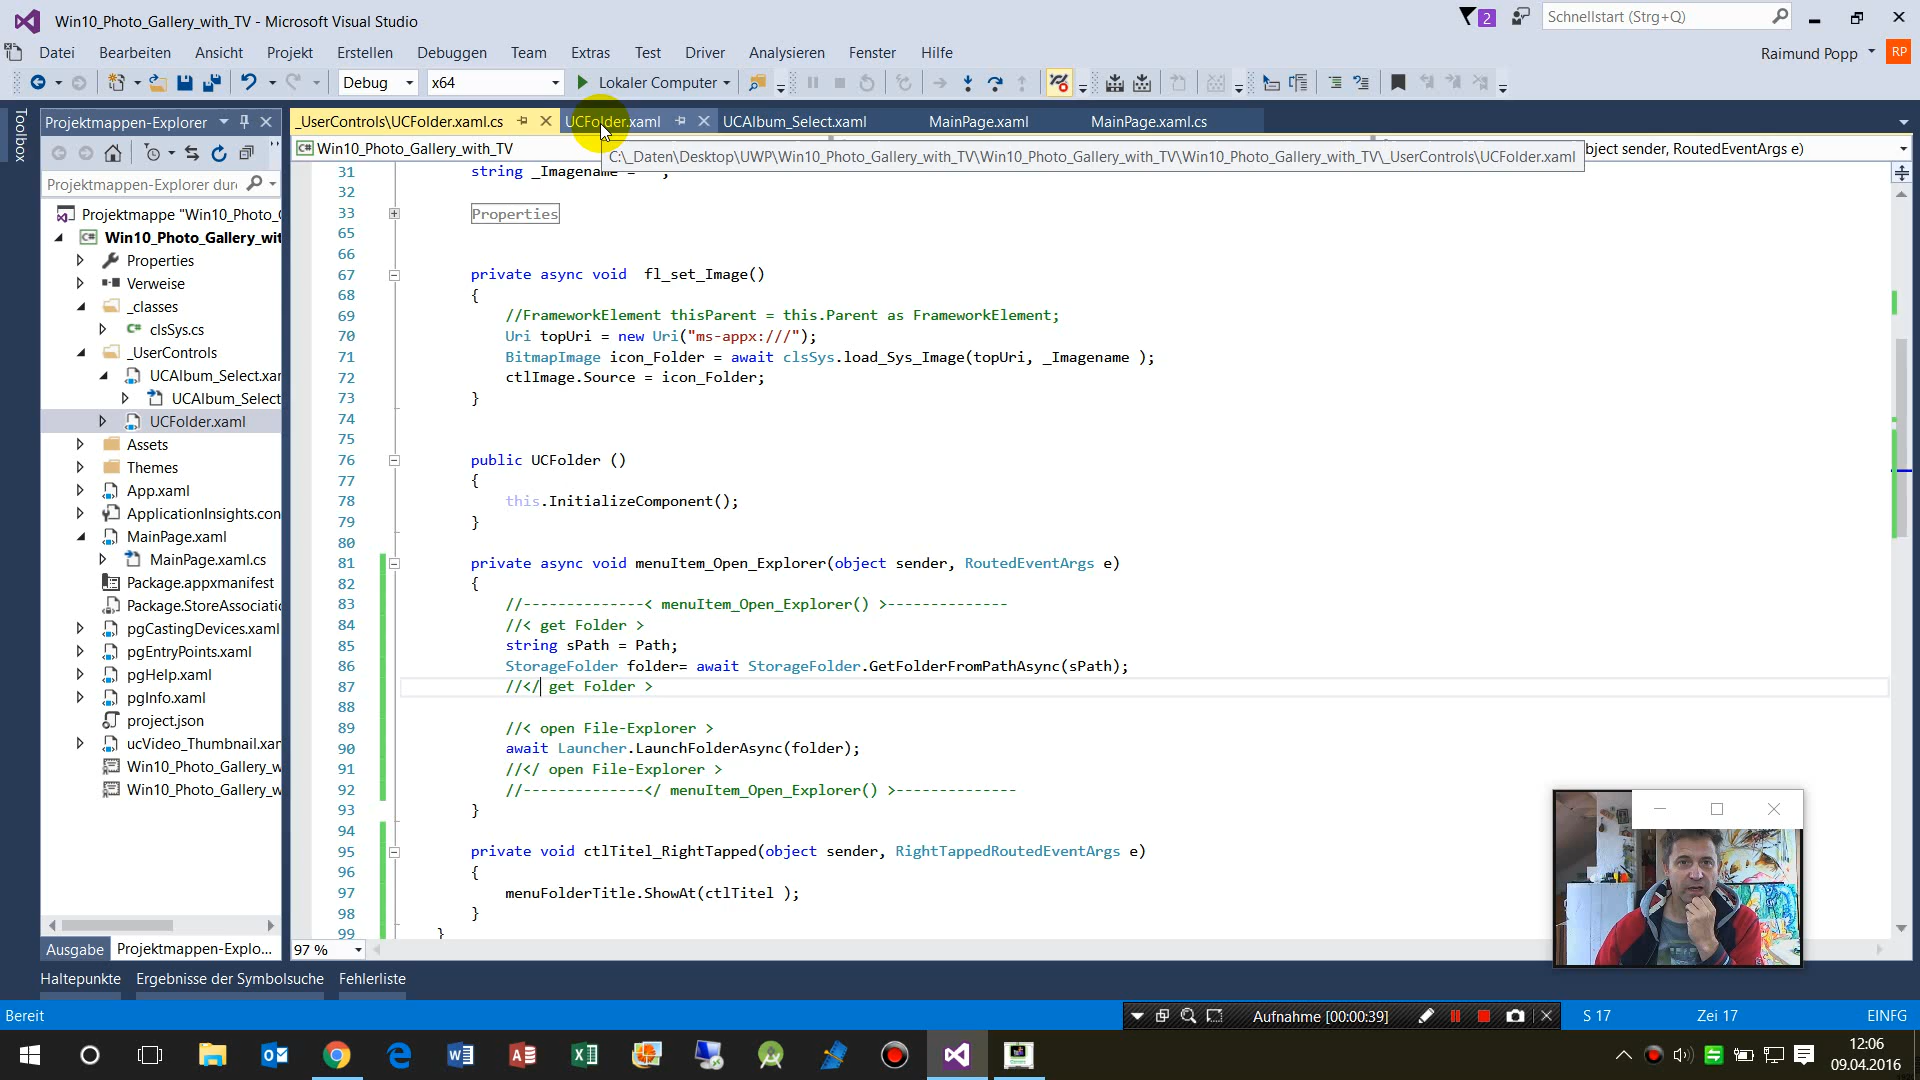 Win10_Photo_Gallery_with_TV - Microsoft Visual Studio
2
Schnellstart (Strg+Q)
Datei Bearbeiten Ansicht Projekt Erstellen Debuggen Team Extras Test Driver Analysieren Fenster Hilfe
Raimund Popp
RP
Debug
x64
Lokaler Computer
Toolbox
Projektmappen-Explorer
_UserControls\UCFolder.xaml.cs
UCFolder.xaml
UCAlbum_Select.xaml
MainPage.xaml
MainPage.xaml.cs
C# Win10_Photo_Gallery_with_TV
C:\_Daten\Desktop\UWP\Win10_Photo_Gallery_with_TV\Win10_Photo_Gallery_with_TV\Win10_Photo_Gallery_with_TV\_UserControls\UCFolder.xaml
bject sender, RoutedEventArgs e)
Projektmappen-Explorer dur
Projektmappe "Win10_Photo_G
C# Win10_Photo_Gallery_wit
Properties
Verweise
_classes
C# clsSys.cs
_UserControls
UCAlbum_Select.xar
UCAlbum_Select
UCFolder.xaml
Assets
Themes
App.xaml
ApplicationInsights.con
MainPage.xaml
MainPage.xaml.cs
Package.appxmanifest
Package.StoreAssociatio
pgCastingDevices.xaml
pgEntryPoints.xaml
pgHelp.xaml
pgInfo.xaml
project.json
ucVideo_Thumbnail.xar
Win10_Photo_Gallery_w
Win10_Photo_Gallery_w
31 string _Imagename = ;
32
33 Properties
65
66
67 private async void  fl_set_Image()
68 {
69 //FrameworkElement thisParent = this.Parent as FrameworkElement;
70 Uri topUri = new Uri("ms-appx:///");
71 BitmapImage icon_Folder = await clsSys.load_Sys_Image(topUri, _Imagename );
72 ctlImage.Source = icon_Folder;
73 }
74
75
76 public UCFolder ()
77 {
78 this.InitializeComponent();
79 }
80
81 private async void menuItem_Open_Explorer(object sender, RoutedEventArgs e)
82 {
83 //--------------< menuItem_Open_Explorer() >--------------
84 //< get Folder >
85 string sPath = Path;
86 StorageFolder folder= await StorageFolder.GetFolderFromPathAsync(sPath);
87 //</ get Folder >
88
89 //< open File-Explorer >
90 await Launcher.LaunchFolderAsync(folder);
91 //</ open File-Explorer >
92 //--------------</ menuItem_Open_Explorer() >--------------
93 }
94
95 private void ctlTitel_RightTapped(object sender, RightTappedRoutedEventArgs e)
96 {
97 menuFolderTitle.ShowAt(ctlTitel );
98 }
99 }
97 %
Ausgabe
Projektmappen-Explo...
Haltepunkte Ergebnisse der Symbolsuche Fehlerliste
Bereit
Aufnahme [00:00:39]
S 17
Zei 17
EINFG
12:06
09.04.2016